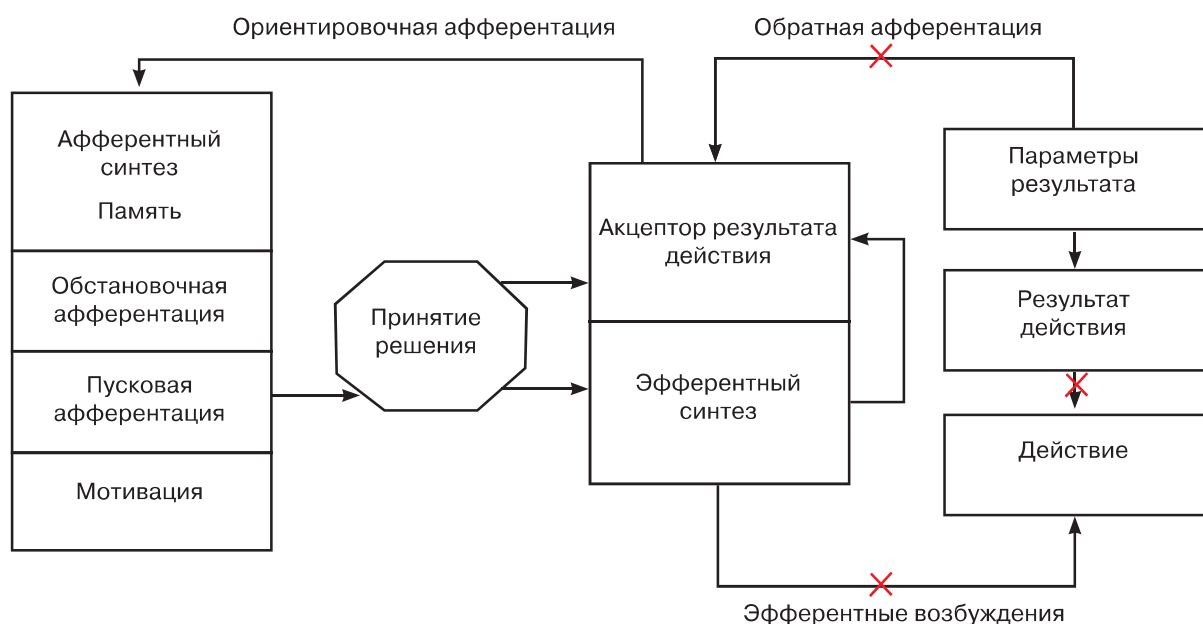 Ориентировочная афферентация
Обратная афферентация
Афферентный
синтез
Память
Обстановочная
афферентация
Пусковая
афферентация
Мотивация
Принятие
решения
Акцептор результата
действия
Эфферентный
синтез
Параметры
результата
Результат
действия
Действие
Эфферентные возбуждения